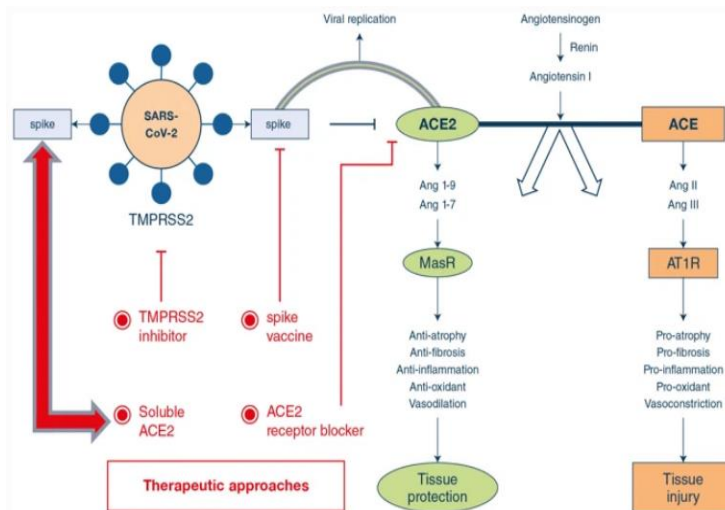 Viral replication
Angiotensinogen
Renin
Angiotensin I
spike
SARS-
CoV-2
spike
ACE2
ACE
TMPRSS2
Ang 1-9
Ang 1-7
Ang II
Ang III
MasR
AT1R
TMPRSS2
inhibitor
spike
vaccine
Anti-atrophy
Anti-fibrosis
Anti-inflammation
Anti-oxidant
Vasodilation
Pro-atrophy
Pro-fibrosis
Pro-inflammation
Pro-oxidant
Vasoconstriction
Soluble
ACE2
ACE2
receptor blocker
Therapeutic approaches
Tissue
protection
Tissue
injury